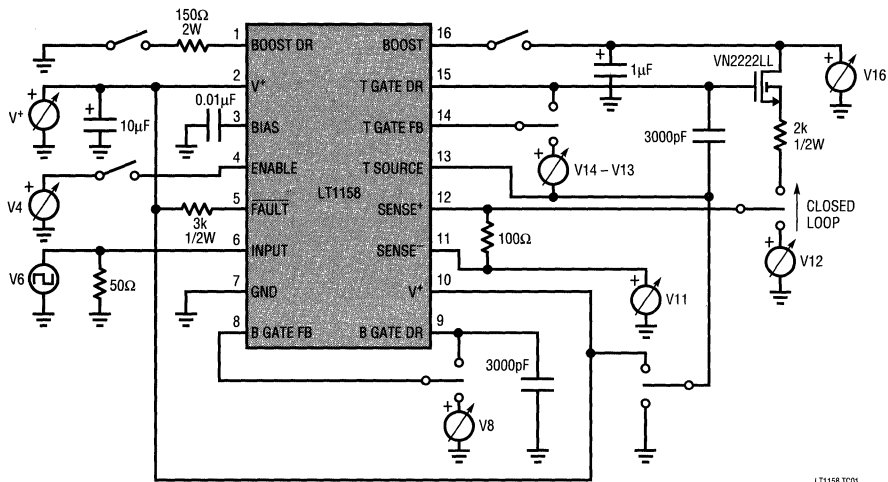 150Ω
2W
1
BOOST DR
BOOST
16
VN2222LL
+
1µF
+
V16
V+
+
2
V+
T GATE DR
15
+
10µF
0.01µF
3
BIAS
T GATE FB
14
3000pF
2k
1/2W
4
ENABLE
T SOURCE
13
+
V14 – V13
V4
+
LT1158
5
FAULT
SENSE+
12
CLOSED
LOOP
3k
1/2W
100Ω
+
V12
6
INPUT
SENSE–
11
V6
50Ω
+
V11
7
GND
V+
10
8
B GATE FB
B GATE DR
9
3000pF
+
V8
LT1158 TC01